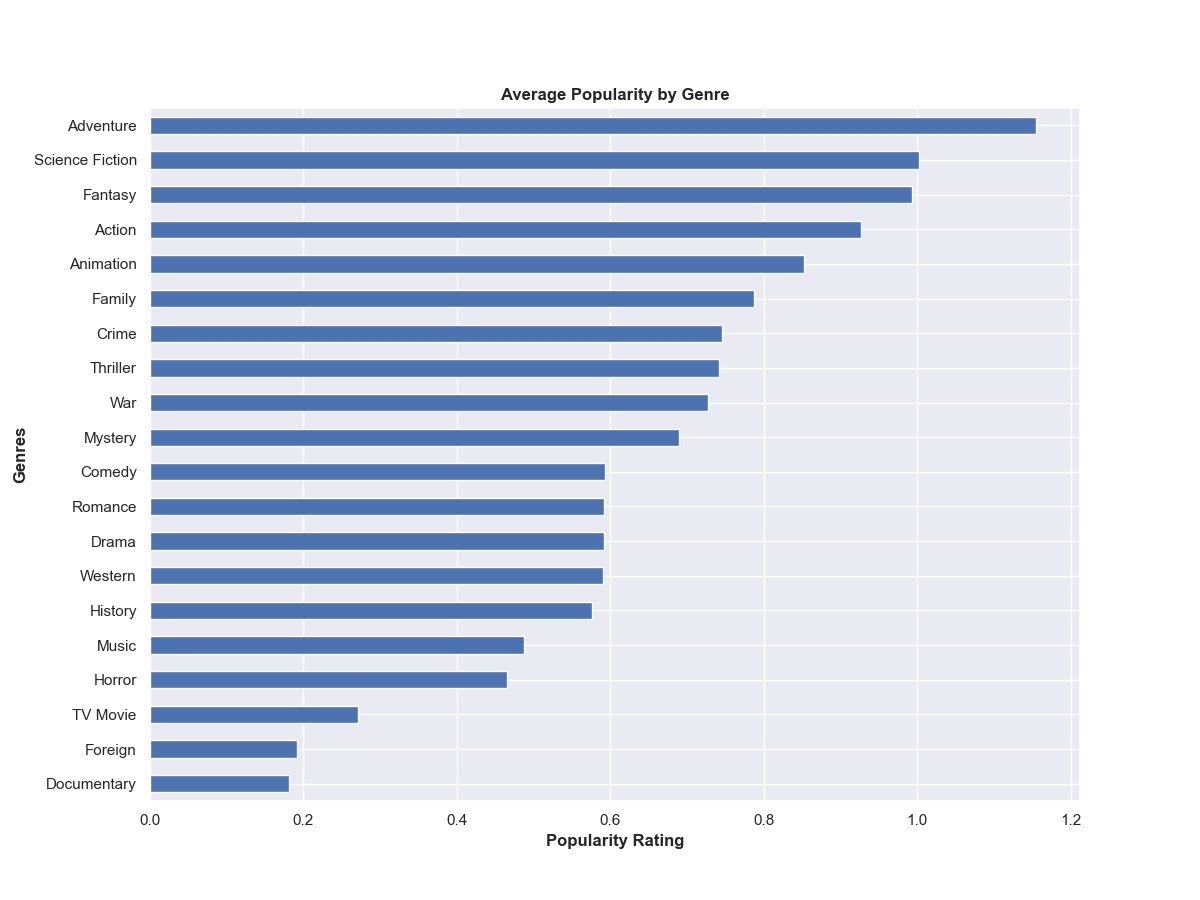 Average Popularity by Genre
Genres
Adventure
Science Fiction
Fantasy
Action
Animation
Family
Crime
Thriller
War
Mystery
Comedy
Romance
Drama
Western
History
Music
Horror
TV Movie
Foreign
Documentary
0.0 0.2 0.4 0.6 0.8 1.0 1.2
Popularity Rating